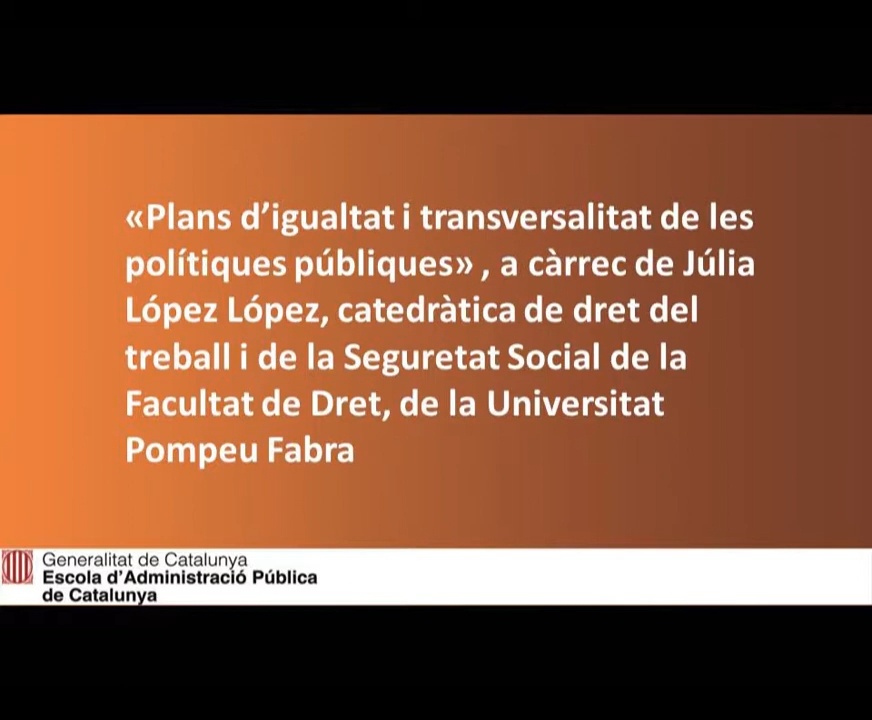 «Plans d’igualtat i transversalitat de les
polítiques públiques» , a càrrec de Júlia
López López, catedràtica de dret del
treball i de la Seguretat Social de la
Facultat de Dret, de la Universitat
Pompeu Fabra
Generalitat de Catalunya
Escola d’Administració Pública
de Catalunya